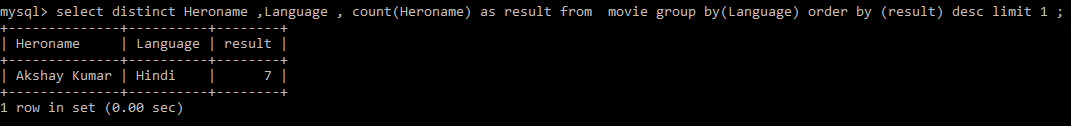 mysql> select distinct Heroname ,Language , count(Heroname) as result from  movie group by(Language) order by (result) desc limit 1 ;
+--------------+----------+--------+
| Heroname     | Language | result |
+--------------+----------+--------+
| Akshay Kumar | Hindi    |      7 |
+--------------+----------+--------+
1 row in set (0.00 sec)